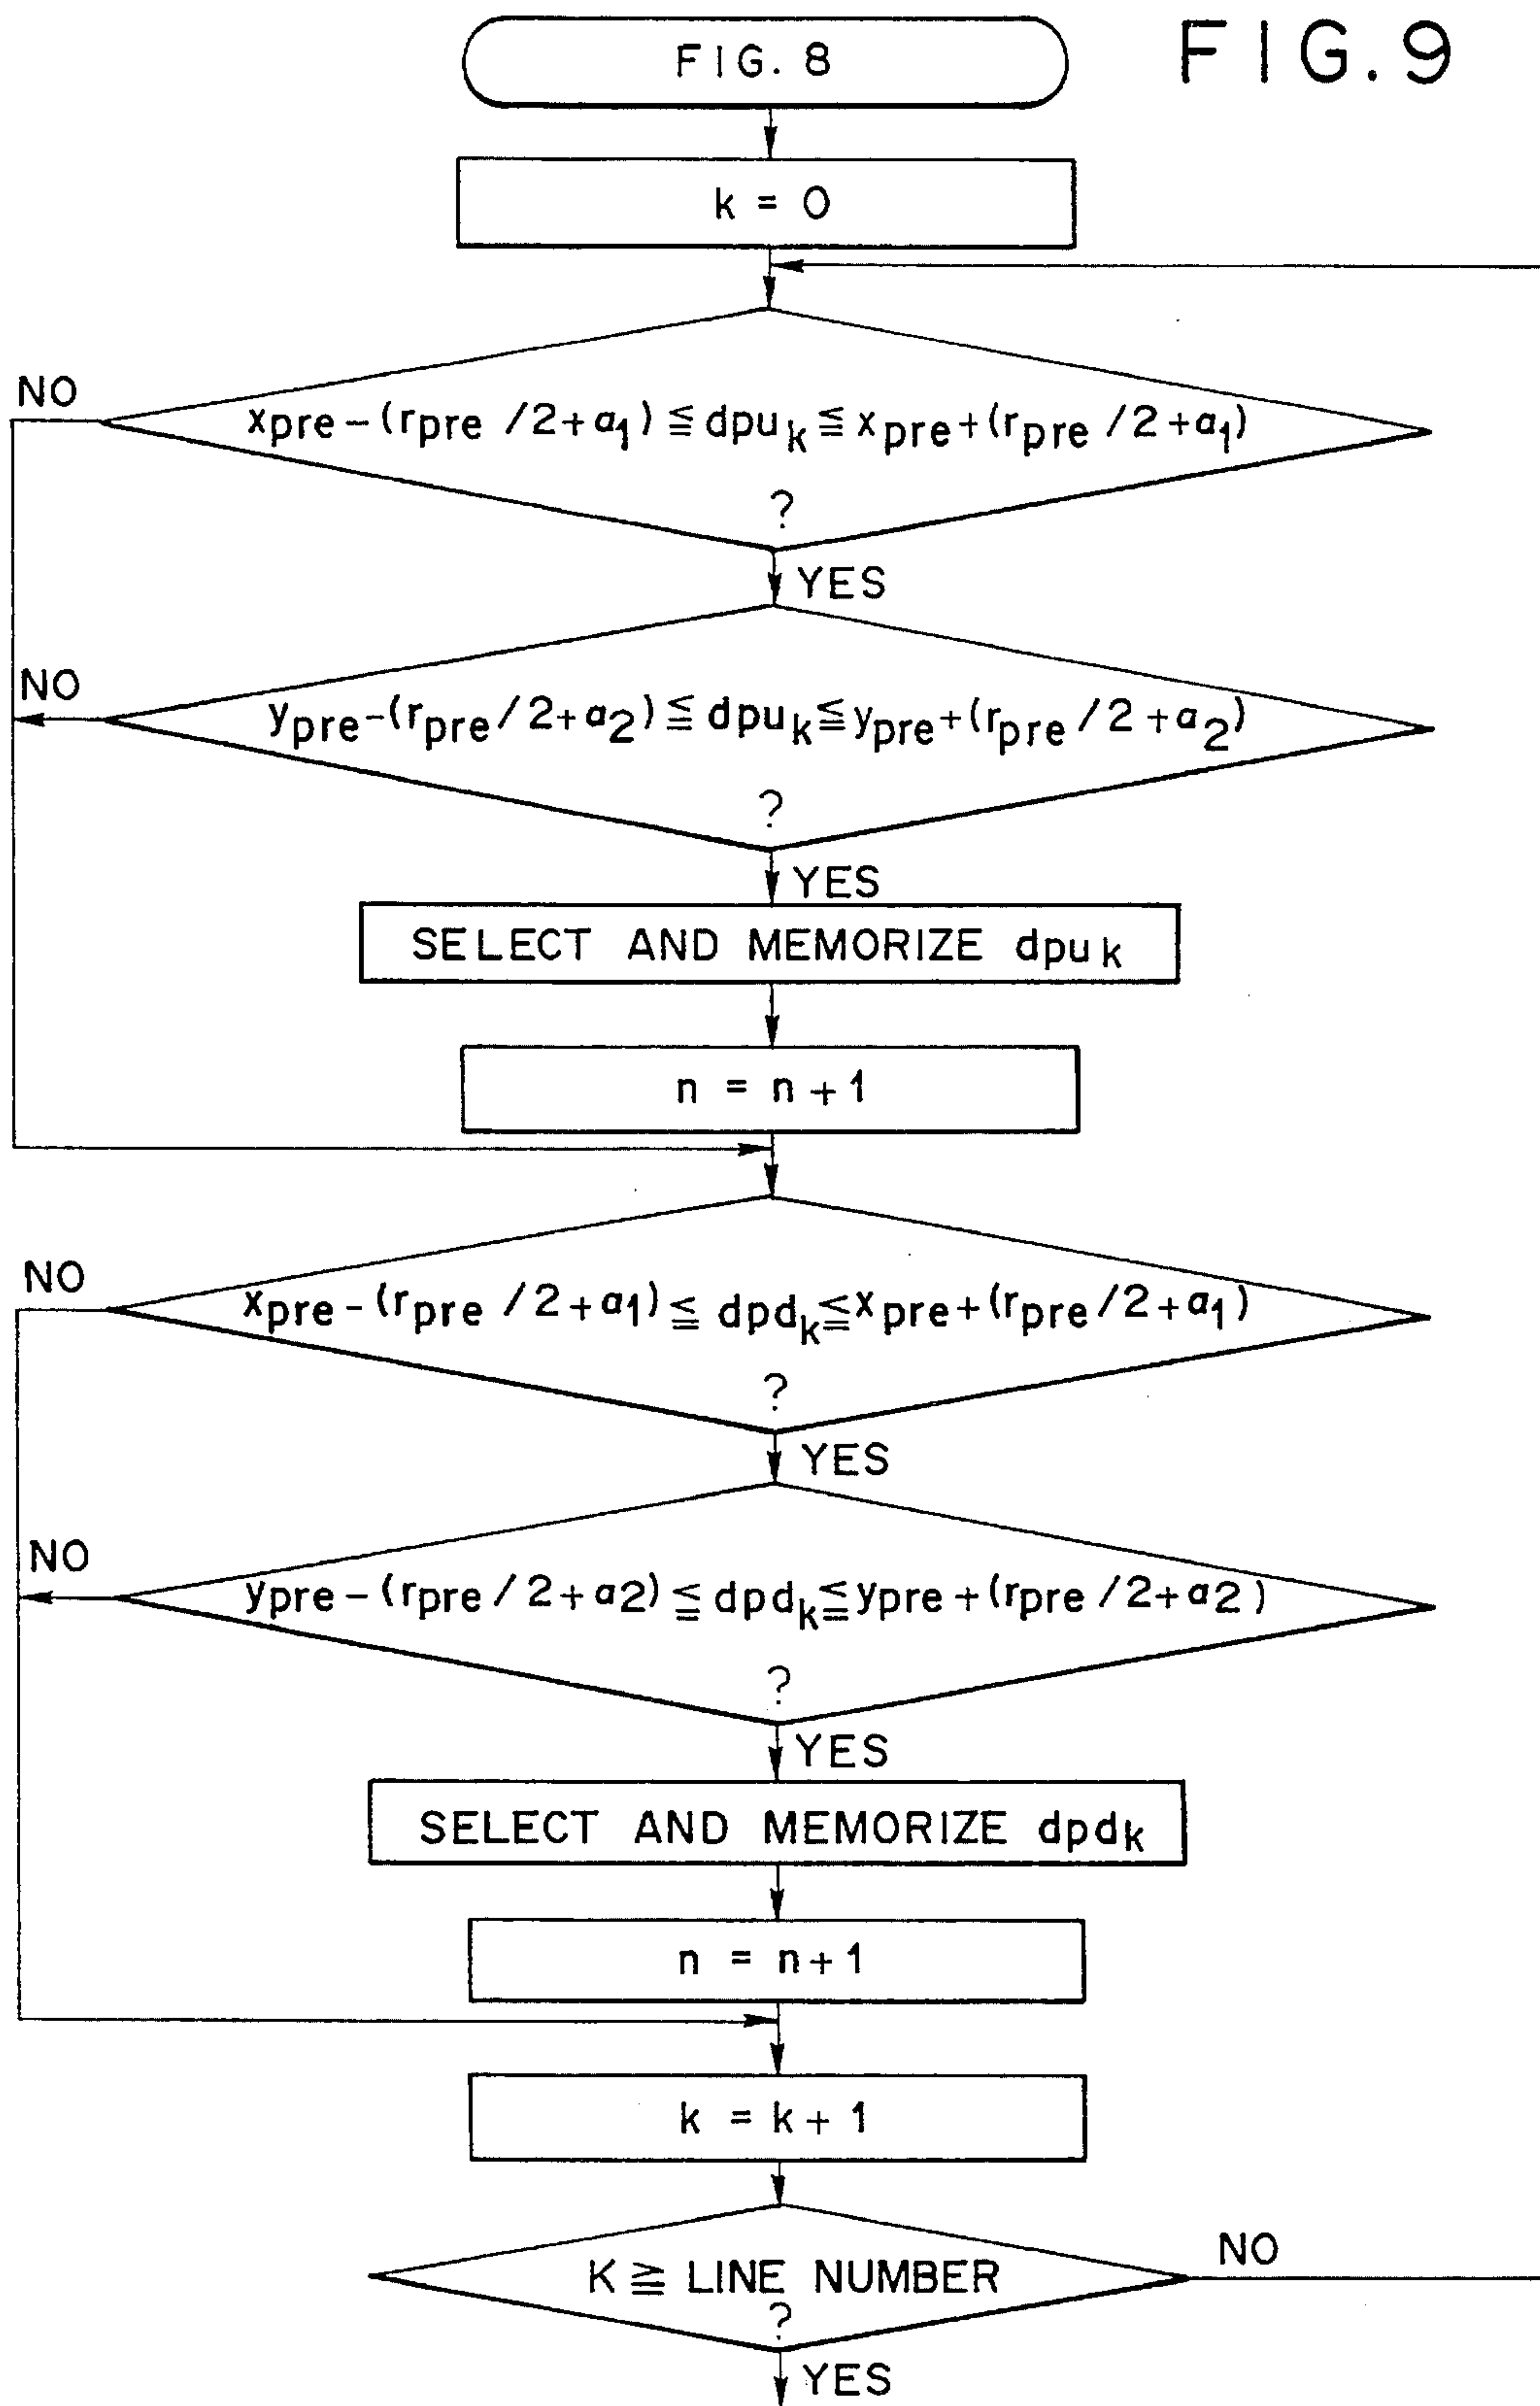 FIG. 8
FIG. 9
k = 0
NO
xpre - (rpre /2+a1) ≦ dpuk ≦ xpre + (rpre /2+a1)
?
YES
NO
ypre - (rpre /2+a2) ≦ dpuk ≦ ypre + (rpre /2+a2)
?
YES
SELECT AND MEMORIZE dpuk
n = n + 1
NO
xpre - (rpre /2+a1) ≦ dpdk ≦ xpre + (rpre /2+a1)
?
YES
NO
ypre - (rpre /2+a2) ≦ dpdk ≦ ypre + (rpre /2+a2)
?
YES
SELECT AND MEMORIZE dpdk
n = n + 1
k = k + 1
K ≧ LINE NUMBER
NO
?
YES